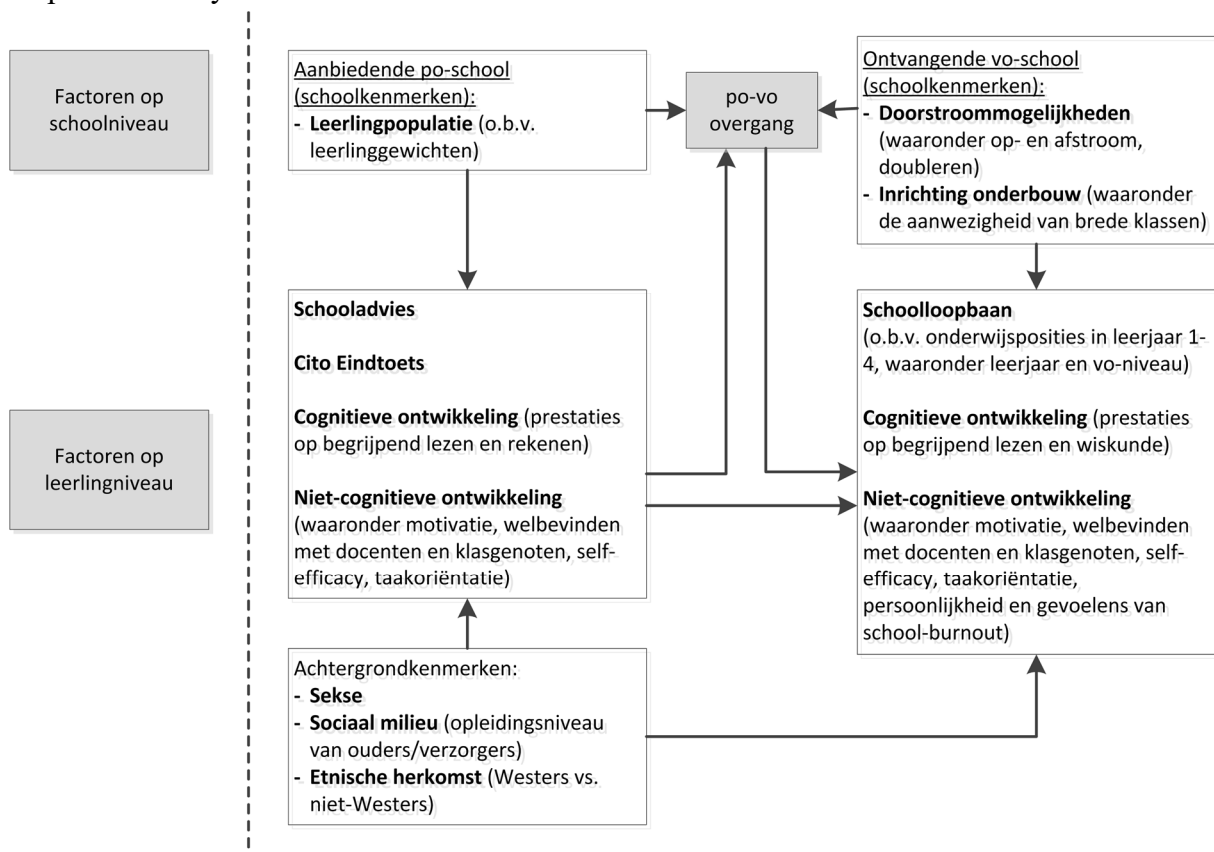 Factoren op
schoolniveau
Aanbiedende po-school
(schoolkenmerken):
- Leerlingpopulatie (o.b.v.
leerlinggewichten)
po-vo
overgang
Ontvangende vo-school
(schoolkenmerken):
- Doorstroommogelijkheden
(waaronder op- en afstroom,
doubleren)
- Inrichting onderbouw (waaronder
de aanwezigheid van brede klassen)
Factoren op
leerlingniveau
Schooladvies
Cito Eindtoets
Cognitieve ontwikkeling (prestaties
op begrijpend lezen en rekenen)
Niet-cognitieve ontwikkeling
(waaronder motivatie, welbevinden
met docenten en klasgenoten, self-
efficacy, taakoriëntatie)
Schoolloopbaan
(o.b.v. onderwijsposities in leerjaar 1-
4, waaronder leerjaar en vo-niveau)
Cognitieve ontwikkeling (prestaties
op begrijpend lezen en wiskunde)
Niet-cognitieve ontwikkeling
(waaronder motivatie, welbevinden
met docenten en klasgenoten, self-
efficacy, taakoriëntatie,
persoonlijkheid en gevoelens van
school-burnout)
Achtergrondkenmerken:
- Sekse
- Sociaal milieu (opleidingsniveau
van ouders/verzorgers)
- Etnische herkomst (Westers vs.
niet-Westers)